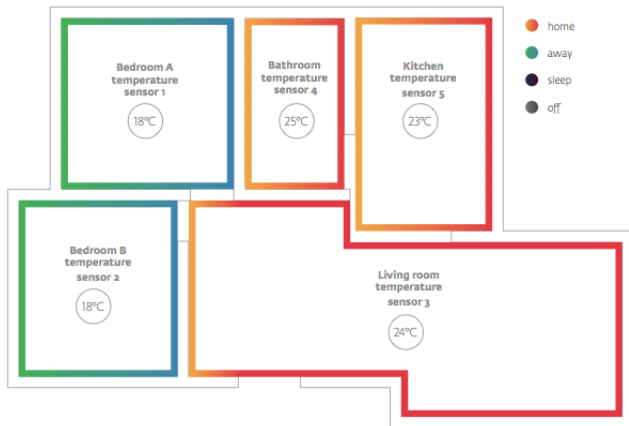 Bedroom A
temperature
sensor 1
18°C
Bathroom
temperature
sensor 4
25°C
Kitchen
temperature
sensor 5
23°C
home
away
sleep
off
Bedroom B
temperature
sensor 2
18°C
Living room
temperature
sensor 3
24°C